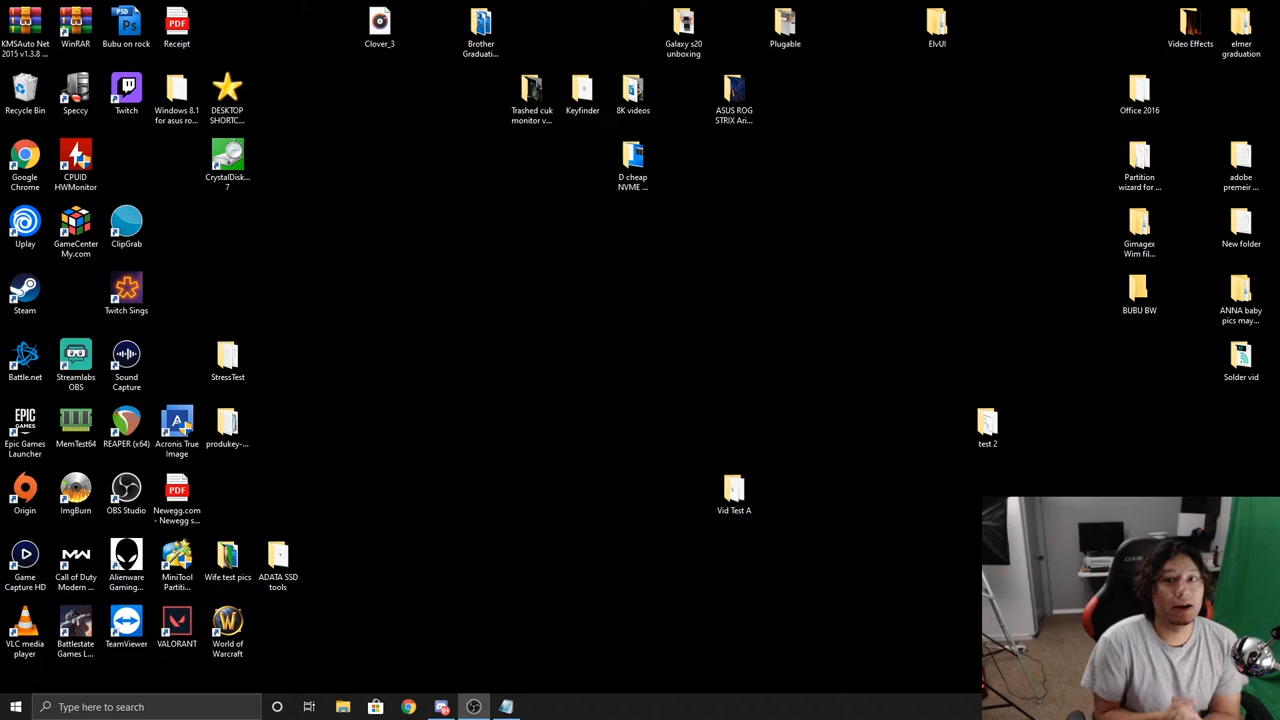 KMSAuto Net
2015 v1.3.8 ...
WinRAR
PSD
Ps
Bubu on rock
PDF
Receipt
Clover_3
Brother
Graduati...
Galaxy s20
unboxing
Plugable
ElvUI
Video Effects
elmer
graduation
Recycle Bin
Speccy
Twitch
Windows 8.1
for asus ro...
DESKTOP
SHORTC...
Trashed cuk
monitor v...
Keyfinder
8K videos
ASUS ROG
STRIX Ari...
Office 2016
Google
Chrome
CPUID
HWMonitor
CrystalDisk...
7
D cheap
NVME ...
Partition
wizard for ...
adobe
premeir ...
Uplay
GameCenter
My.com
ClipGrab
Gimagex
Wim fil...
New folder
Steam
Twitch Sings
BUBU BW
ANNA baby
pics may...
Battle.net
Streamlabs
OBS
Sound
Capture
StressTest
Solder vid
EPIC
GAMES
Epic Games
Launcher
MemTest64
REAPER (x64)
A
Acronis True
Image
produkey-...
test 2
Origin
ImgBurn
OBS Studio
PDF
Newegg.com
- Newegg s...
Vid Test A
Game
Capture HD
MW
Call of Duty
Modern ...
Alienware
Gaming...
MiniTool
Partiti...
Wife test pics
ADATA SSD
tools
VLC media
player
Battlestate
Games L...
TeamViewer
VALORANT
W
World of
Warcraft
DXR
Type here to search